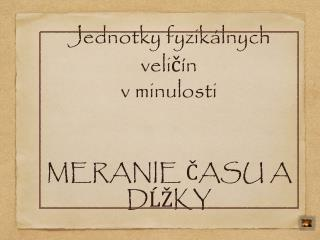 Jednotky fyzikálnych
veličín
v minulosti
MERANIE ČASU A
DĹŽKY